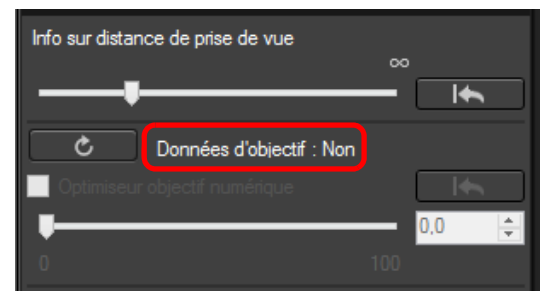 Info sur distance de prise de vue
∞
Données d'objectif : Non
Optimiseur objectif numérique
0,0
0 100